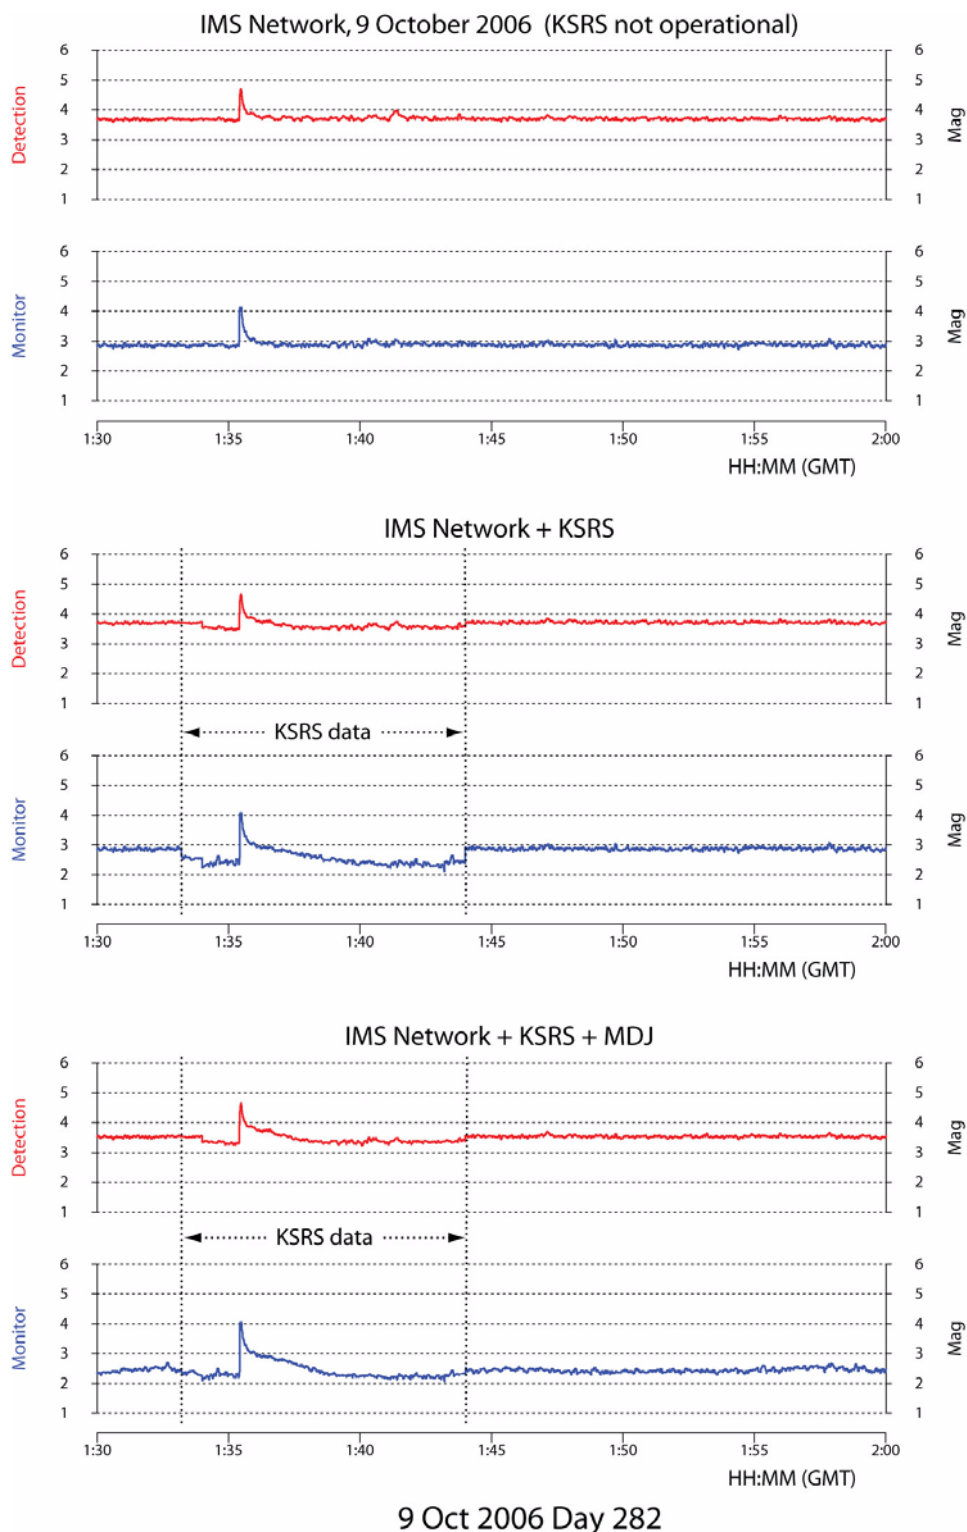 IMS Network, 9 October 2006 (KSRS not operational)
Detection
6 6
5 5
4 4
3 3
2 2
1 1
Mag
Monitor
6 6
5 5
4 4
3 3
2 2
1 1
Mag
1:30 1:35 1:40 1:45 1:50 1:55 2:00
HH:MM (GMT)
IMS Network + KSRS
Detection
6 6
5 5
4 4
3 3
2 2
1 1
Mag
KSRS data
Monitor
6 6
5 5
4 4
3 3
2 2
1 1
Mag
1:30 1:35 1:40 1:45 1:50 1:55 2:00
HH:MM (GMT)
IMS Network + KSRS + MDJ
Detection
6 6
5 5
4 4
3 3
2 2
1 1
Mag
KSRS data
Monitor
6 6
5 5
4 4
3 3
2 2
1 1
Mag
1:30 1:35 1:40 1:45 1:50 1:55 2:00
HH:MM (GMT)
9 Oct 2006 Day 282